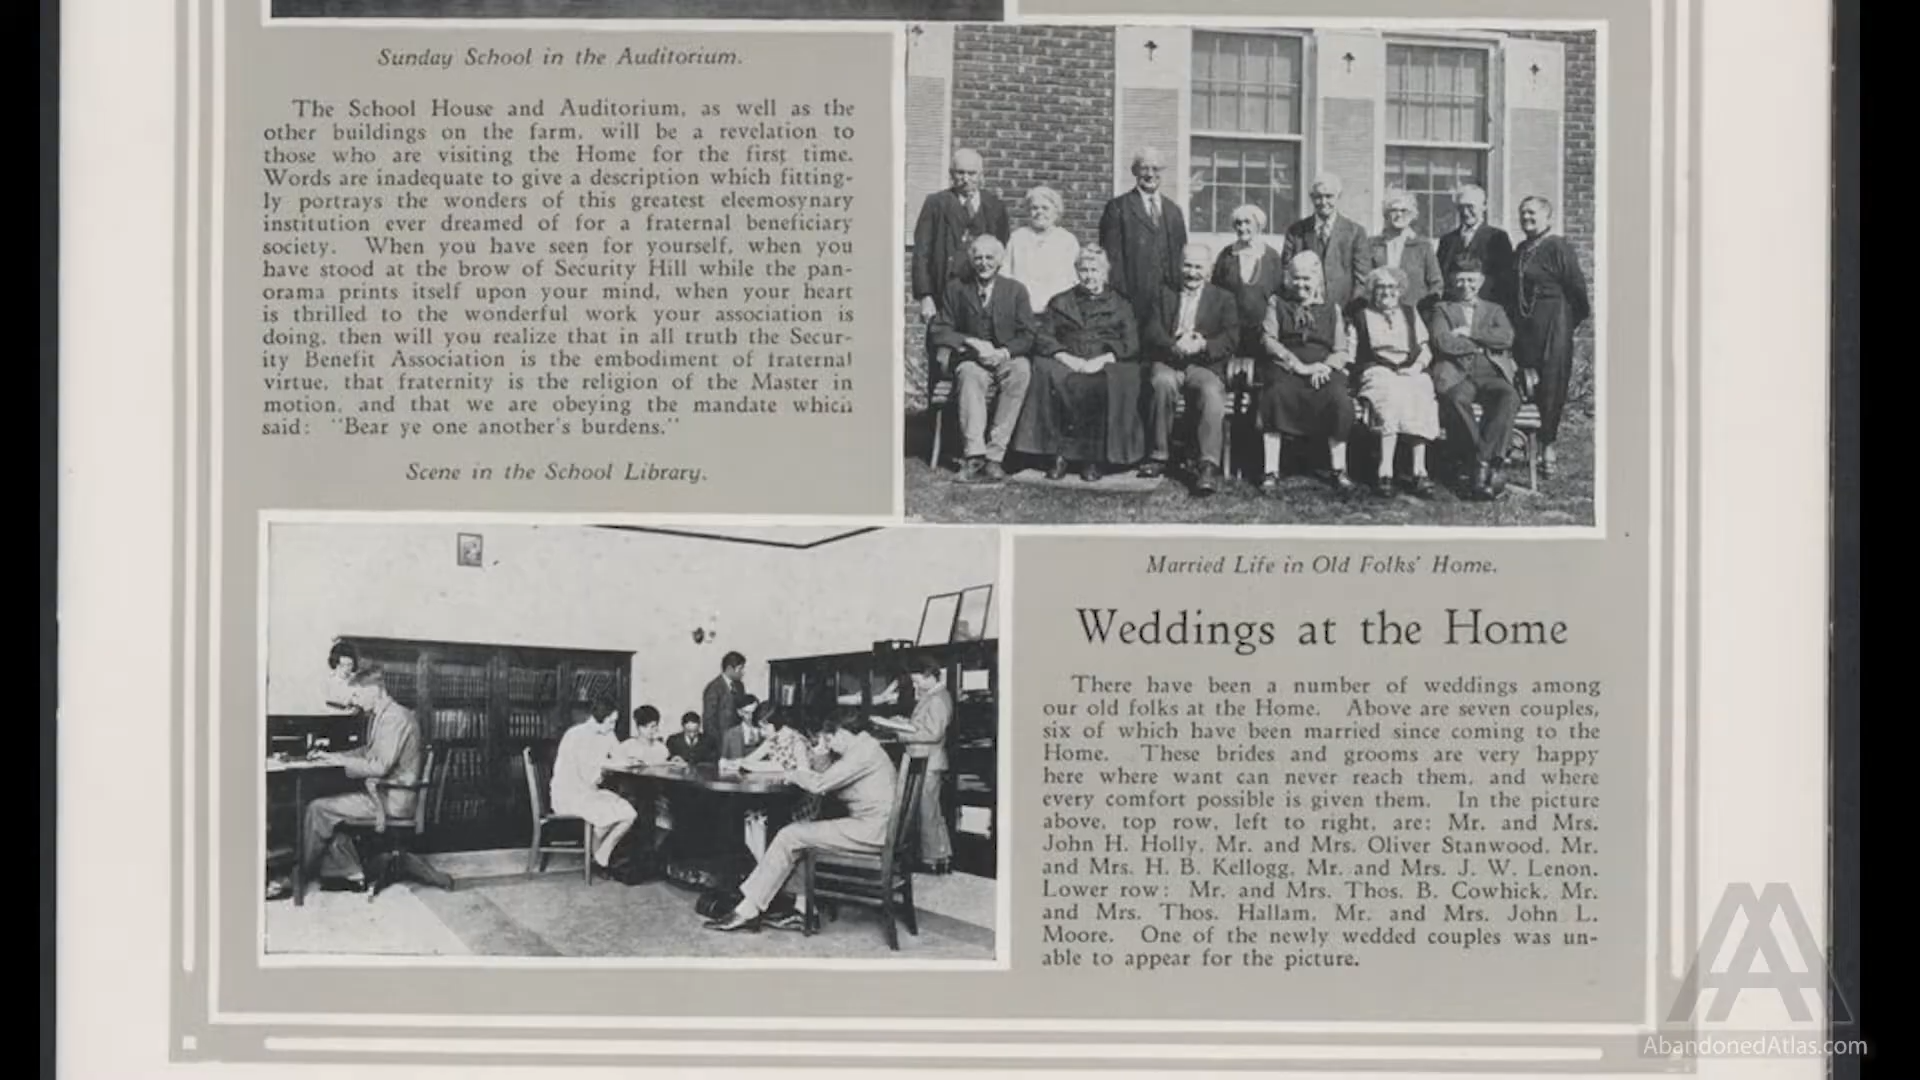 Sunday School in the Auditorium.
The School House and Auditorium, as well as the
other buildings on the farm, will be a revelation to
those who are visiting the Home for the first time.
Words are inadequate to give a description which fitting-
ly portrays the wonders of this greatest eleemosynary
institution ever dreamed of for a fraternal beneficiary
society. When you have seen for yourself, when you
have stood at the brow of Security Hill while the pan-
orama prints itself upon your mind, when your heart
is thrilled to the wonderful work your association is
doing, then will you realize that in all truth the Secur-
ity Benefit Association is the embodiment of fraternal
virtue, that fraternity is the religion of the Master in
motion, and that we are obeying the mandate which
said: "Bear ye one another's burdens."
Scene in the School Library.
Married Life in Old Folks' Home.
Weddings at the Home
There have been a number of weddings among
our old folks at the Home. Above are seven couples,
six of which have been married since coming to the
Home. These brides and grooms are very happy
here where want can never reach them, and where
every comfort possible is given them. In the picture
above, top row, left to right, are: Mr. and Mrs.
John H. Holly, Mr. and Mrs. Oliver Stanwood, Mr.
and Mrs. H. B. Kellogg, Mr. and Mrs. J. W. Lenon.
Lower row: Mr. and Mrs. Thos. B. Cowhick, Mr.
and Mrs. Thos. Hallam, Mr. and Mrs. John L.
Moore. One of the newly wedded couples was un-
able to appear for the picture.
AbandonedAtlas.com